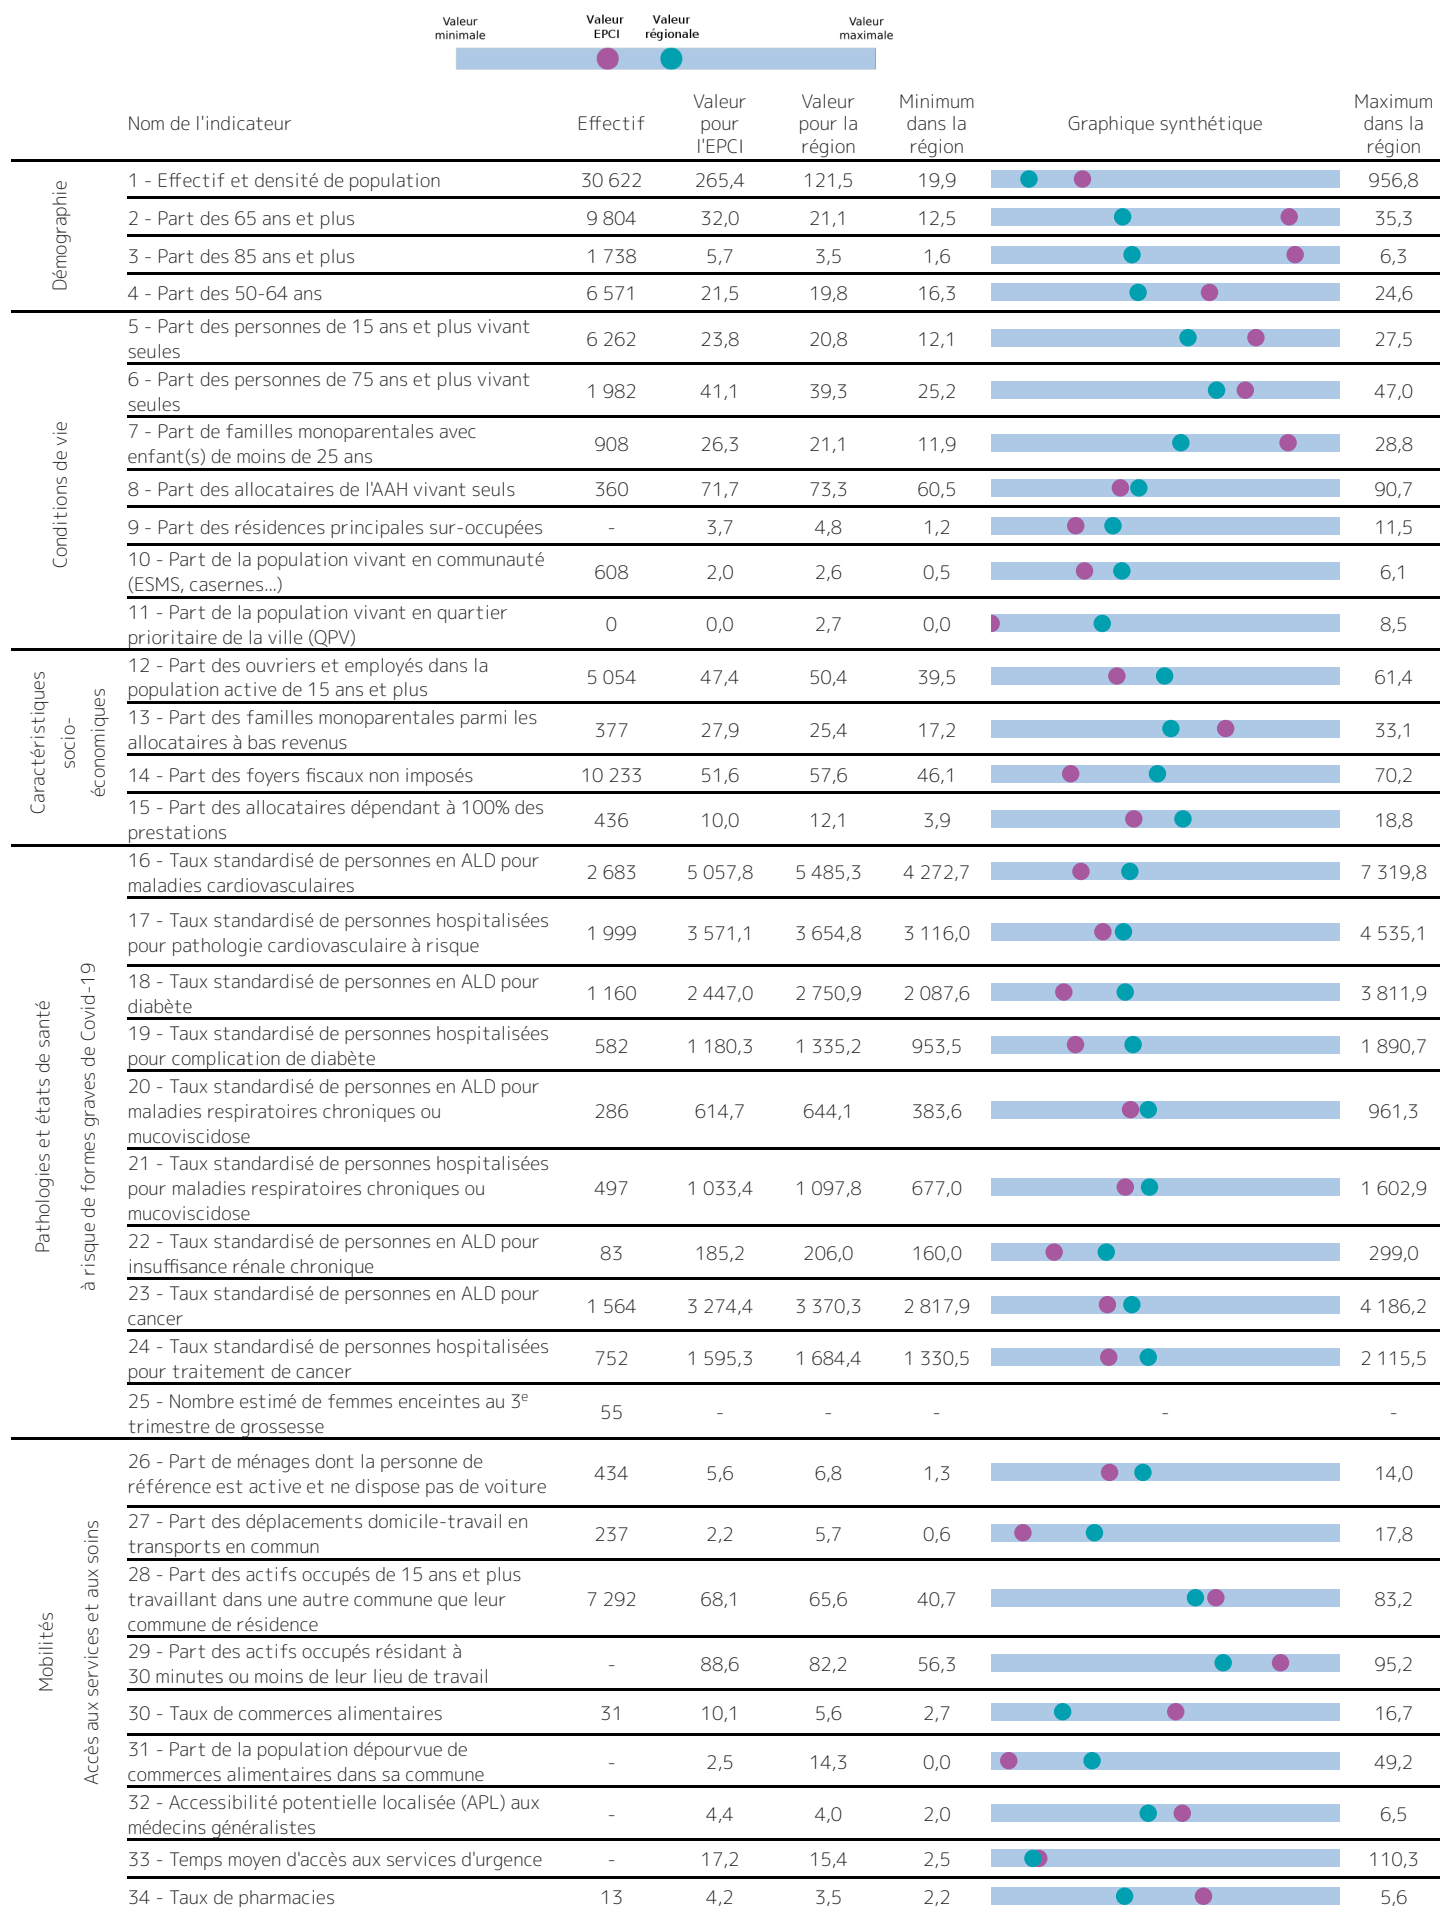 Valeur
minimale
Valeur
EPCI
Valeur
régionale
Valeur
maximale
Nom de l'indicateur
Effectif
Valeur
pour
l'EPCI
Valeur
pour la
région
Minimum
dans la
région
Graphique synthétique
Maximum
dans la
région
Démographie
1 - Effectif et densité de population 30 622 265,4 121,5 19,9 956,8
2 - Part des 65 ans et plus 9 804 32,0 21,1 12,5 35,3
3 - Part des 85 ans et plus 1 738 5,7 3,5 1,6 6,3
4 - Part des 50-64 ans 6 571 21,5 19,8 16,3 24,6
Conditions de vie
5 - Part des personnes de 15 ans et plus vivant
seules
6 262 23,8 20,8 12,1 27,5
6 - Part des personnes de 75 ans et plus vivant
seules
1 982 41,1 39,3 25,2 47,0
7 - Part de familles monoparentales avec
enfant(s) de moins de 25 ans
908 26,3 21,1 11,9 28,8
8 - Part des allocataires de l'AAH vivant seuls 360 71,7 73,3 60,5 90,7
9 - Part des résidences principales sur-occupées - 3,7 4,8 1,2 11,5
10 - Part de la population vivant en communauté
(ESMS, casernes...)
608 2,0 2,6 0,5 6,1
11 - Part de la population vivant en quartier
prioritaire de la ville (QPV)
0 0,0 2,7 0,0 8,5
Caractéristiques
socio-
économiques
12 - Part des ouvriers et employés dans la
population active de 15 ans et plus
5 054 47,4 50,4 39,5 61,4
13 - Part des familles monoparentales parmi les
allocataires à bas revenus
377 27,9 25,4 17,2 33,1
14 - Part des foyers fiscaux non imposés 10 233 51,6 57,6 46,1 70,2
15 - Part des allocataires dépendant à 100% des
prestations
436 10,0 12,1 3,9 18,8
Pathologies et états de santé
à risque de formes graves de Covid-19
16 - Taux standardisé de personnes en ALD pour
maladies cardiovasculaires
2 683 5 057,8 5 485,3 4 272,7 7 319,8
17 - Taux standardisé de personnes hospitalisées
pour pathologie cardiovasculaire à risque
1 999 3 571,1 3 654,8 3 116,0 4 535,1
18 - Taux standardisé de personnes en ALD pour
diabète
1 160 2 447,0 2 750,9 2 087,6 3 811,9
19 - Taux standardisé de personnes hospitalisées
pour complication de diabète
582 1 180,3 1 335,2 953,5 1 890,7
20 - Taux standardisé de personnes en ALD pour
maladies respiratoires chroniques ou
mucoviscidose
286 614,7 644,1 383,6 961,3
21 - Taux standardisé de personnes hospitalisées
pour maladies respiratoires chroniques ou
mucoviscidose
497 1 033,4 1 097,8 677,0 1 602,9
22 - Taux standardisé de personnes en ALD pour
insuffisance rénale chronique
83 185,2 206,0 160,0 299,0
23 - Taux standardisé de personnes en ALD pour
cancer
1 564 3 274,4 3 370,3 2 817,9 4 186,2
24 - Taux standardisé de personnes hospitalisées
pour traitement de cancer
752 1 595,3 1 684,4 1 330,5 2 115,5
25 - Nombre estimé de femmes enceintes au 3e
trimestre de grossesse
55 - - - - -
Mobilités
Accès aux services et aux soins
26 - Part de ménages dont la personne de
référence est active et ne dispose pas de voiture
434 5,6 6,8 1,3 14,0
27 - Part des déplacements domicile-travail en
transports en commun
237 2,2 5,7 0,6 17,8
28 - Part des actifs occupés de 15 ans et plus
travaillant dans une autre commune que leur
commune de résidence
7 292 68,1 65,6 40,7 83,2
29 - Part des actifs occupés résidant à
30 minutes ou moins de leur lieu de travail
- 88,6 82,2 56,3 95,2
30 - Taux de commerces alimentaires 31 10,1 5,6 2,7 16,7
31 - Part de la population dépourvue de
commerces alimentaires dans sa commune
- 2,5 14,3 0,0 49,2
32 - Accessibilité potentielle localisée (APL) aux
médecins généralistes
- 4,4 4,0 2,0 6,5
33 - Temps moyen d'accès aux services d'urgence - 17,2 15,4 2,5 110,3
34 - Taux de pharmacies 13 4,2 3,5 2,2 5,6